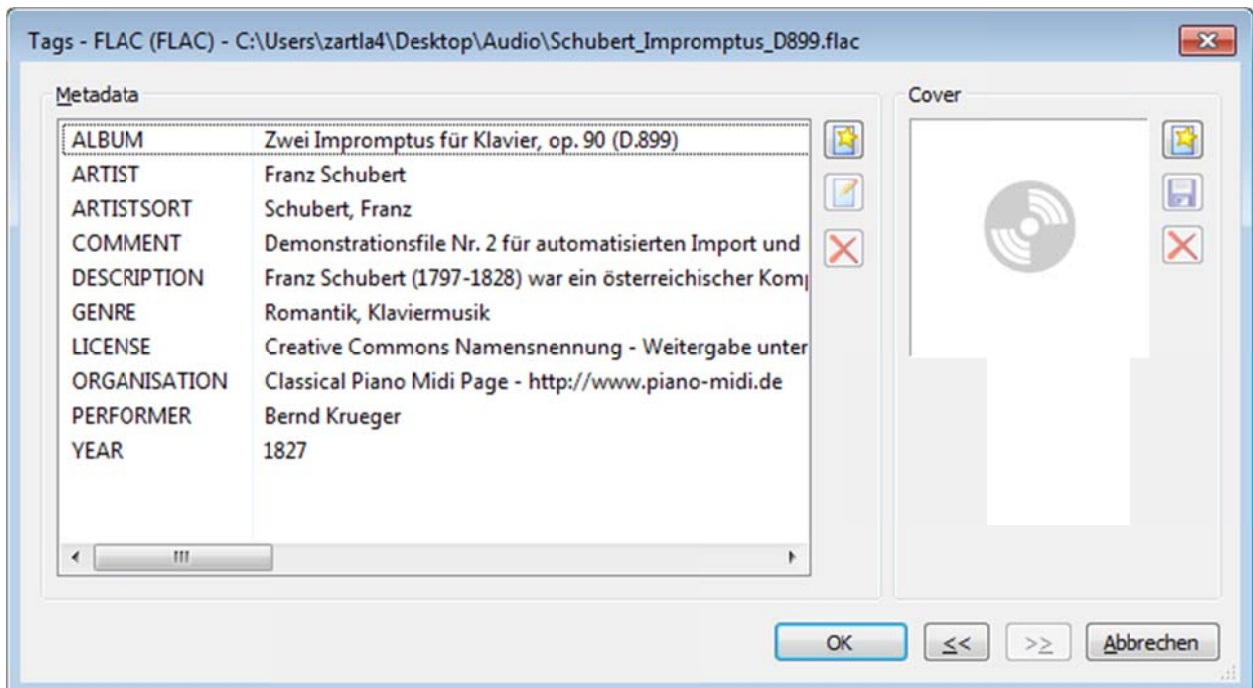 Tags - FLAC (FLAC) - C:\Users\zartla4\Desktop\Audio\Schubert_Impromptus_D899.flac
Metadata
ALBUM Zwei Impromptus für Klavier, op. 90 (D.899)
ARTIST Franz Schubert
ARTISTSORT Schubert, Franz
COMMENT Demonstrationsfile Nr. 2 für automatisierten Import und
DESCRIPTION Franz Schubert (1797-1828) war ein österreichischer
GENRE Romantik, Klaviermusik
LICENSE Creative Commons Namensnennung - Weitergabe unter
ORGANISATION Classical Piano Midi Page - http://www.piano-midi.de
PERFORMER Bernd Krueger
YEAR 1827
Cover
OK << >> Abbrechen